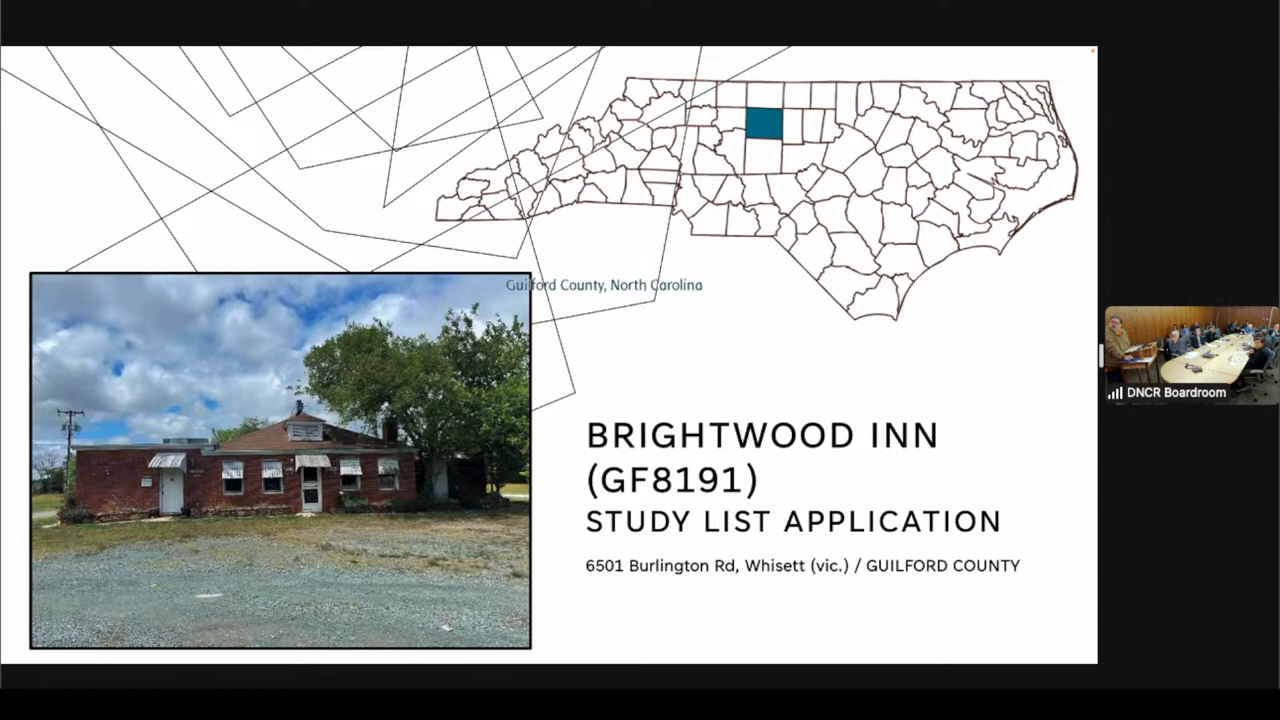 Guilford County, North Carolina
BRIGHTWOOD INN
(GF8191)
STUDY LIST APPLICATION
6501 Burlington Rd, Whisett (vic.) / GUILFORD COUNTY
DNCR Boardroom